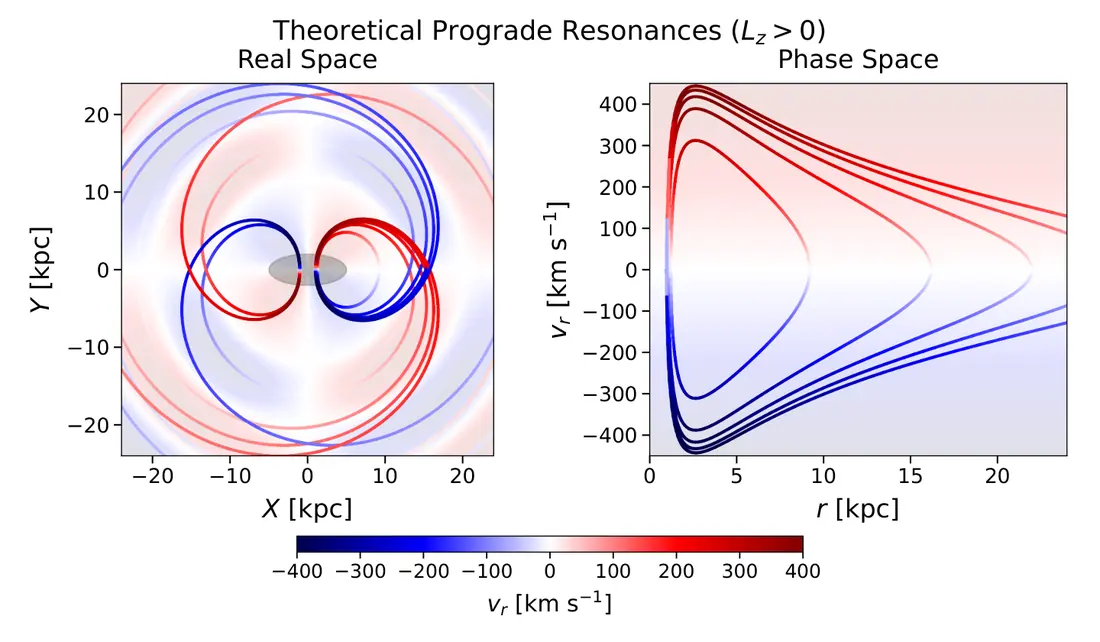 Theoretical Prograde Resonances (L_z > 0)
Real Space
Phase Space
20
10
0
−10
−20
Y [kpc]
−20 −10 0 10 20
X [kpc]
400
300
200
100
0
−100
−200
−300
−400
v_r [km s⁻¹]
0 5 10 15 20
r [kpc]
−400 −300 −200 −100 0 100 200 300 400
v_r [km s⁻¹]